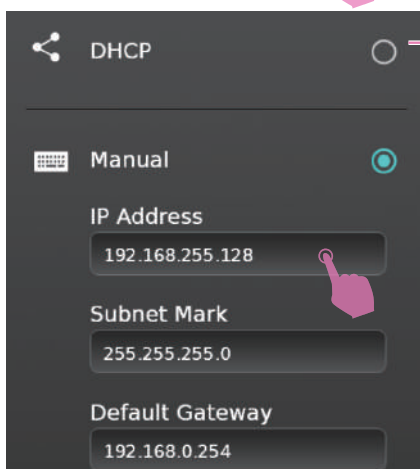 DHCP
Manual
IP Address
192.168.255.128
Subnet Mark
255.255.255.0
Default Gateway
192.168.0.254